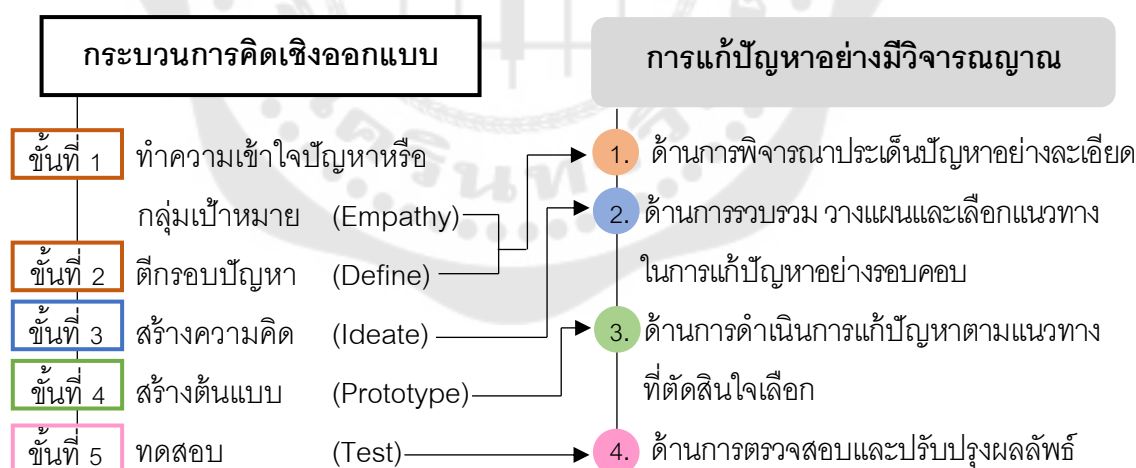 กระบวนการคิดเชิงออกแบบ
ขั้นที่ 1 ทำความเข้าใจปัญหาหรือ
กลุ่มเป้าหมาย (Empathy)
ขั้นที่ 2 ตีกรอบปัญหา (Define)
ขั้นที่ 3 สร้างความคิด (Ideate)
ขั้นที่ 4 สร้างต้นแบบ (Prototype)
ขั้นที่ 5 ทดสอบ (Test)
การแก้ปัญหาอย่างมีวิจารณญาณ
1. ด้านการพิจารณาประเด็นปัญหาอย่างละเอียด
2. ด้านการรวบรวม วางแผนและเลือกแนวทาง
ในการแก้ปัญหาอย่างรอบคอบ
3. ด้านการดำเนินการแก้ปัญหาตามแนวทาง
ที่ตัดสินใจเลือก
4. ด้านการตรวจสอบและปรับปรุงผลลัพธ์